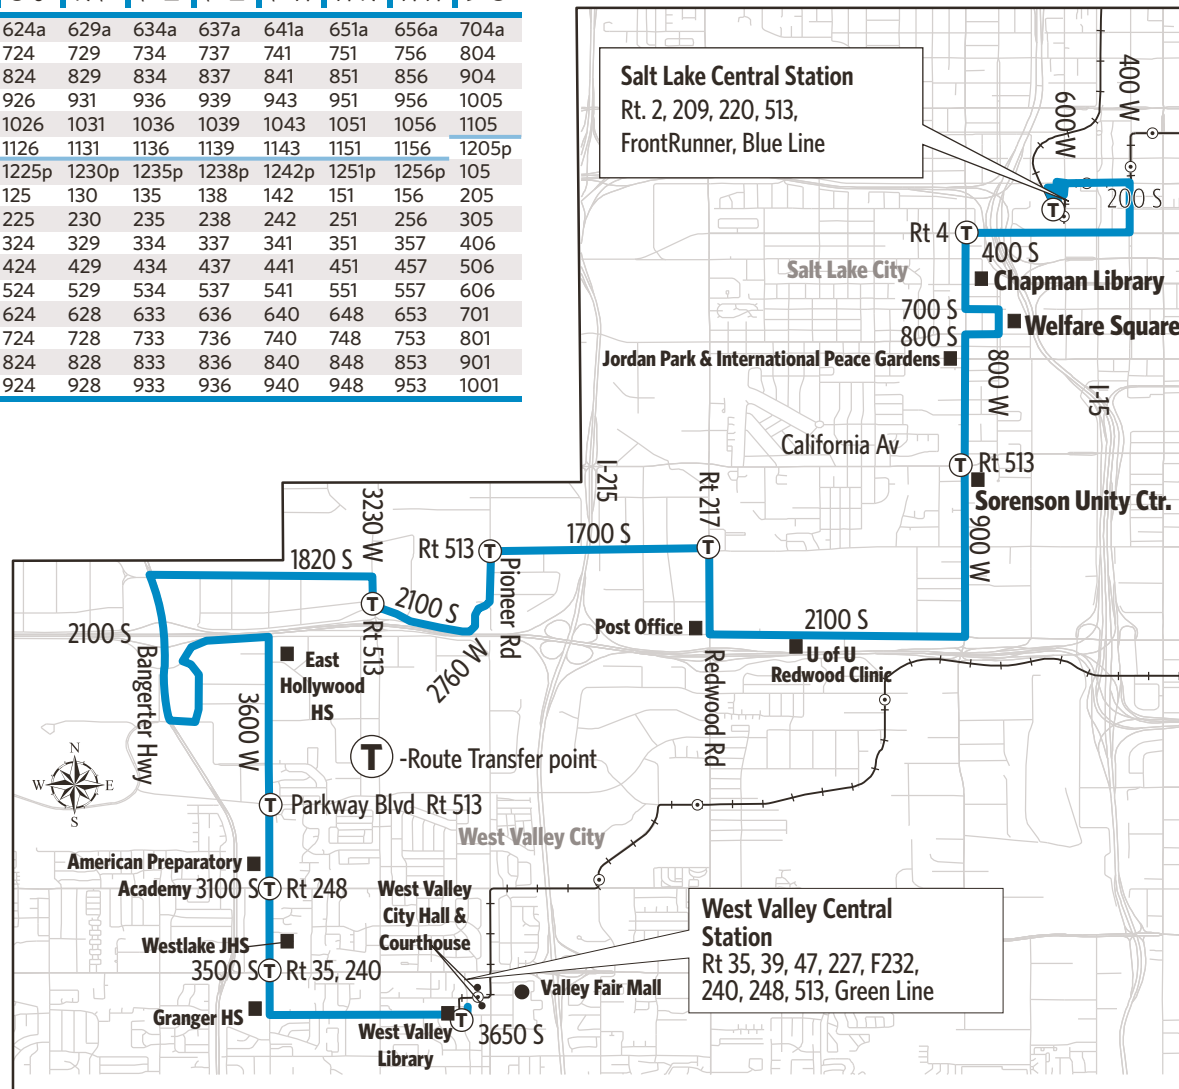 624a 629a 634a 637a 641a 651a 656a 704a
724 729 734 737 741 751 756 804
824 829 834 837 841 851 856 904
926 931 936 939 943 951 956 1005
1026 1031 1036 1039 1043 1051 1056 1105
1126 1131 1136 1139 1143 1151 1156 1205p
1225p 1230p 1235p 1238p 1242p 1251p 1256p 105
125 130 135 138 142 151 156 205
225 230 235 238 242 251 256 305
324 329 334 337 341 351 357 406
424 429 434 437 441 451 457 506
524 529 534 537 541 551 557 606
624 628 633 636 640 648 653 701
724 728 733 736 740 748 753 801
824 828 833 836 840 848 853 901
924 928 933 936 940 948 953 1001
Salt Lake Central Station
Rt. 2, 209, 220, 513,
FrontRunner, Blue Line
400 W
600 W
T
200 S
Rt 4 T
400 S
Salt Lake City
Chapman Library
700 S
Welfare Square
800 S
Jordan Park & International Peace Gardens
800 W
I-15
California Av
T Rt 513
Sorenson Unity Ctr.
I-215
Rt 217
3230 W
900 W
1700 S
T
Rt 513 T
Pioneer Rd
1820 S
T
2100 S
Rt 513
2100 S
2760 W
Post Office
2100 S
U of U
Redwood Clinic
Redwood Rd
Bangerter Hwy
East
Hollywood
HS
3600 W
T -Route Transfer point
N
W E
S
T Parkway Blvd Rt 513
West Valley City
American Preparatory
Academy 3100 S T Rt 248
West Valley
City Hall &
Courthouse
Westlake JHS
3500 S T Rt 35, 240
West Valley Central
Station
Rt 35, 39, 47, 227, F232,
240, 248, 513, Green Line
Valley Fair Mall
Granger HS
T
3650 S
West Valley
Library